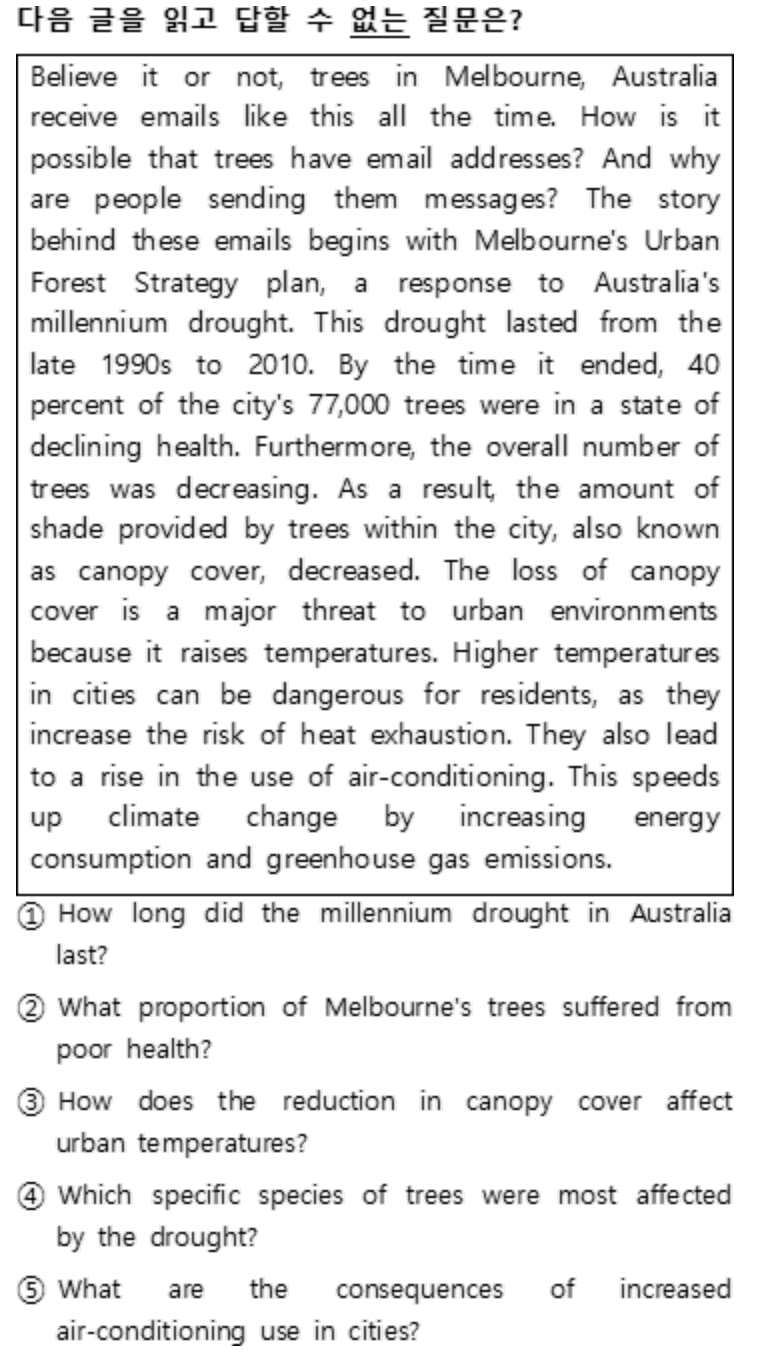 다음 글을 읽고 답할 수 없는 질문은?
Believe it or not, trees in Melbourne, Australia
receive emails like this all the time. How is it
possible that trees have email addresses? And why
are people sending them messages? The story
behind these emails begins with Melbourne's Urban
Forest Strategy plan, a response to Australia's
millennium drought. This drought lasted from the
late 1990s to 2010. By the time it ended, 40
percent of the city's 77,000 trees were in a state of
declining health. Furthermore, the overall number of
trees was decreasing. As a result, the amount of
shade provided by trees within the city, also known
as canopy cover, decreased. The loss of canopy
cover is a major threat to urban environments
because it raises temperatures. Higher temperatures
in cities can be dangerous for residents, as they
increase the risk of heat exhaustion. They also lead
to a rise in the use of air-conditioning. This speeds
up climate change by increasing energy
consumption and greenhouse gas emissions.
① How long did the millennium drought in Australia
last?
② What proportion of Melbourne's trees suffered from
poor health?
③ How does the reduction in canopy cover affect
urban temperatures?
④ Which specific species of trees were most affected
by the drought?
⑤ What are the consequences of increased
air-conditioning use in cities?